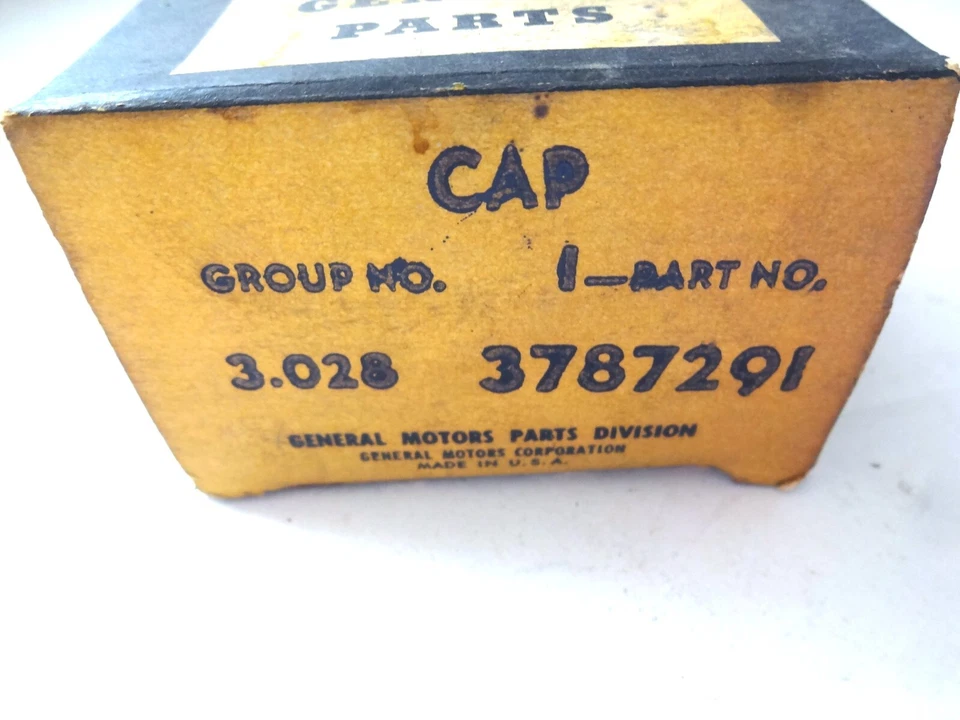 PARTS
CAP
GROUP NO. 1-PART NO.
3.028 3787291
GENERAL MOTORS PARTS DIVISION
GENERAL MOTORS CORPORATION
MADE IN U.S.A.